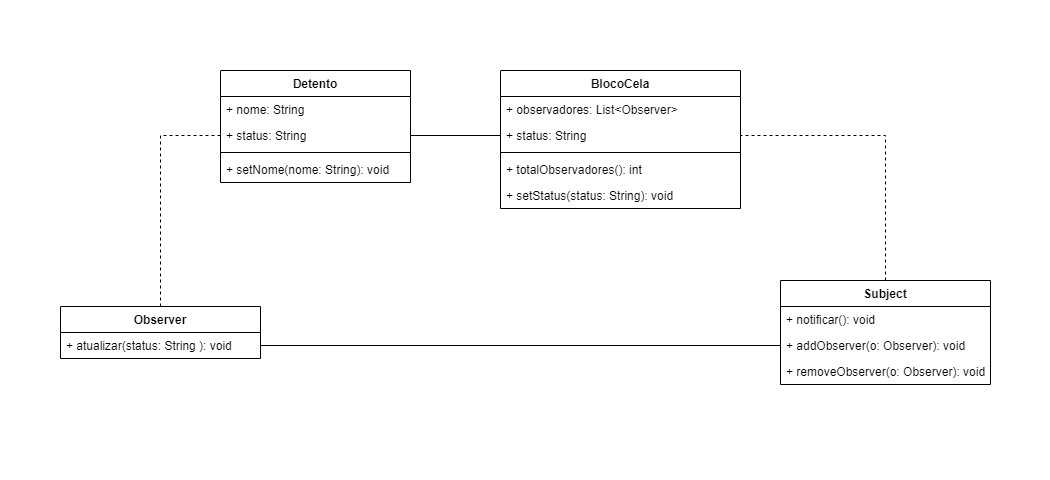 Detento
+ nome: String
+ status: String
+ setNome(nome: String): void
BlocoCela
+ observadores: List<Observer>
+ status: String
+ totalObservadores(): int
+ setStatus(status: String): void
Observer
+ atualizar(status: String ): void
Subject
+ notificar(): void
+ addObserver(o: Observer): void
+ removeObserver(o: Observer): void